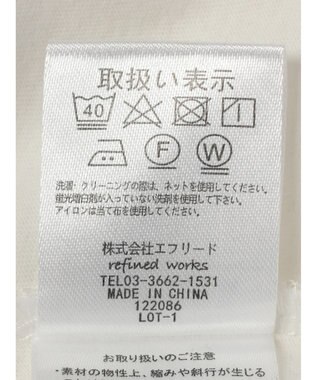 取扱い表示
40
F
W
洗濯・クリーニングの際は、ネットを使用してください。
蛍光増白剤が入っていない洗剤を使用して下さい。
アイロンは当て布を使用してください。
株式会社エフリード
refined works
TEL03-3662-1531
MADE IN CHINA
122086
LOT-1
お取り扱いのご注意
・素材の物性上、縮みや斜行が生じる